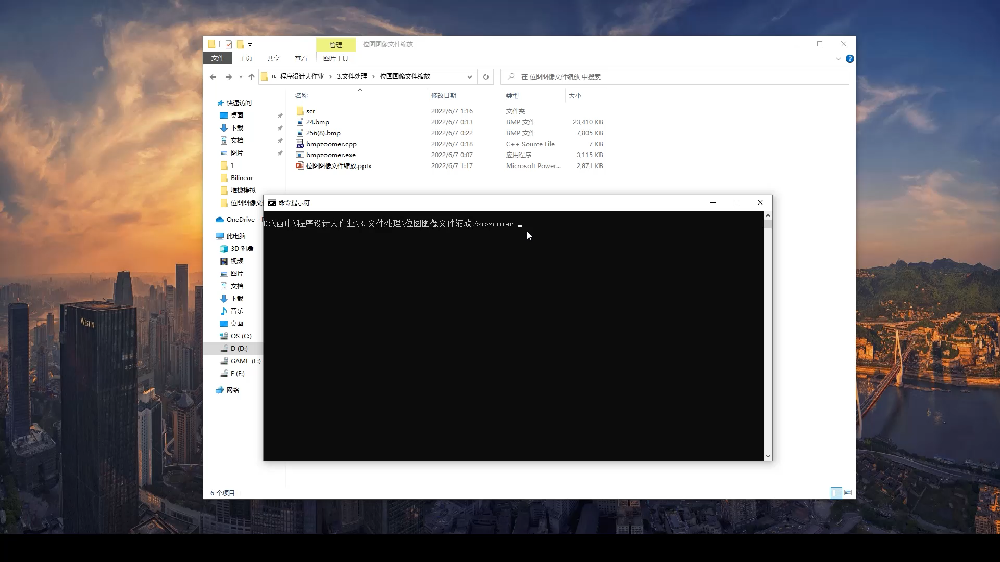 管理
位图图像文件缩放
文件
主页
共享
查看
图片工具
« 程序设计大作业 › 3.文件处理 › 位图图像文件缩放
在 位图图像文件缩放 中搜索
名称 修改日期 类型 大小
scr 2022/6/7 1:16 文件夹
24.bmp 2022/6/7 0:13 BMP 文件 23,410 KB
256(8).bmp 2022/6/7 0:22 BMP 文件 7,805 KB
bmpzoomer.cpp 2022/6/7 0:18 C++ Source File 7 KB
bmpzoomer.exe 2022/6/7 0:07 应用程序 3,115 KB
位图图像文件缩放.pptx 2022/6/7 1:17 Microsoft Power... 2,871 KB
快速访问
桌面
下载
文档
图片
1
Bilinear
堆栈模拟
位图图像文
OneDrive -
此电脑
3D 对象
视频
图片
文档
下载
音乐
桌面
OS (C:)
D (D:)
GAME (E:)
F (F:)
网络
6 个项目
命令提示符
D:\西电\程序设计大作业\3.文件处理\位图图像文件缩放>bmpzoomer
WESTIN